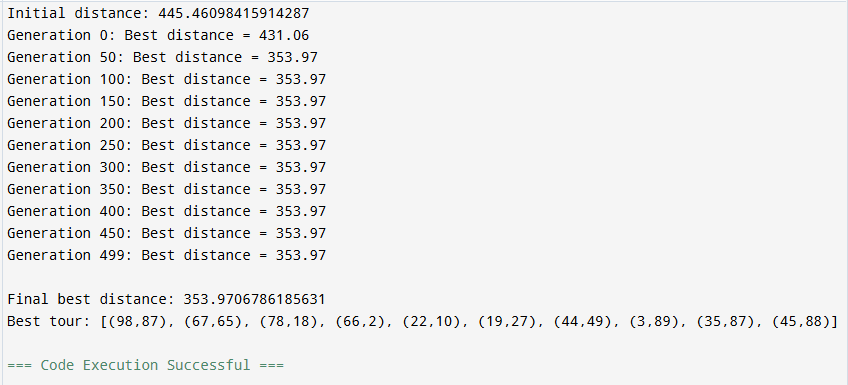 Initial distance: 445.46098415914287
Generation 0: Best distance = 431.06
Generation 50: Best distance = 353.97
Generation 100: Best distance = 353.97
Generation 150: Best distance = 353.97
Generation 200: Best distance = 353.97
Generation 250: Best distance = 353.97
Generation 300: Best distance = 353.97
Generation 350: Best distance = 353.97
Generation 400: Best distance = 353.97
Generation 450: Best distance = 353.97
Generation 499: Best distance = 353.97
Final best distance: 353.9706786185631
Best tour: [(98,87), (67,65), (78,18), (66,2), (22,10), (19,27), (44,49), (3,89), (35,87), (45,88)]
=== Code Execution Successful ===